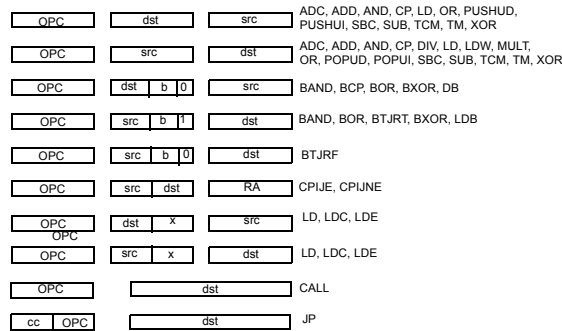 OPC dst src ADC, ADD, AND, CP, LD, OR, PUSHUD,
PUSHUI, SBC, SUB, TCM, TM, XOR
OPC src dst ADC, ADD, AND, CP, DIV, LD, LDW, MULT,
OR, POPUD, POPUI, SBC, SUB, TCM, TM, XOR
OPC dst b 0 src BAND, BCP, BOR, BXOR, DB
OPC src b 1 dst BAND, BOR, BTJRT, BXOR, LDB
OPC src b 0 dst BTJRF
OPC src dst RA CPIJE, CPIJNE
OPC dst x src LD, LDC, LDE
OPC
OPC src x dst LD, LDC, LDE
OPC dst CALL
cc OPC dst JP